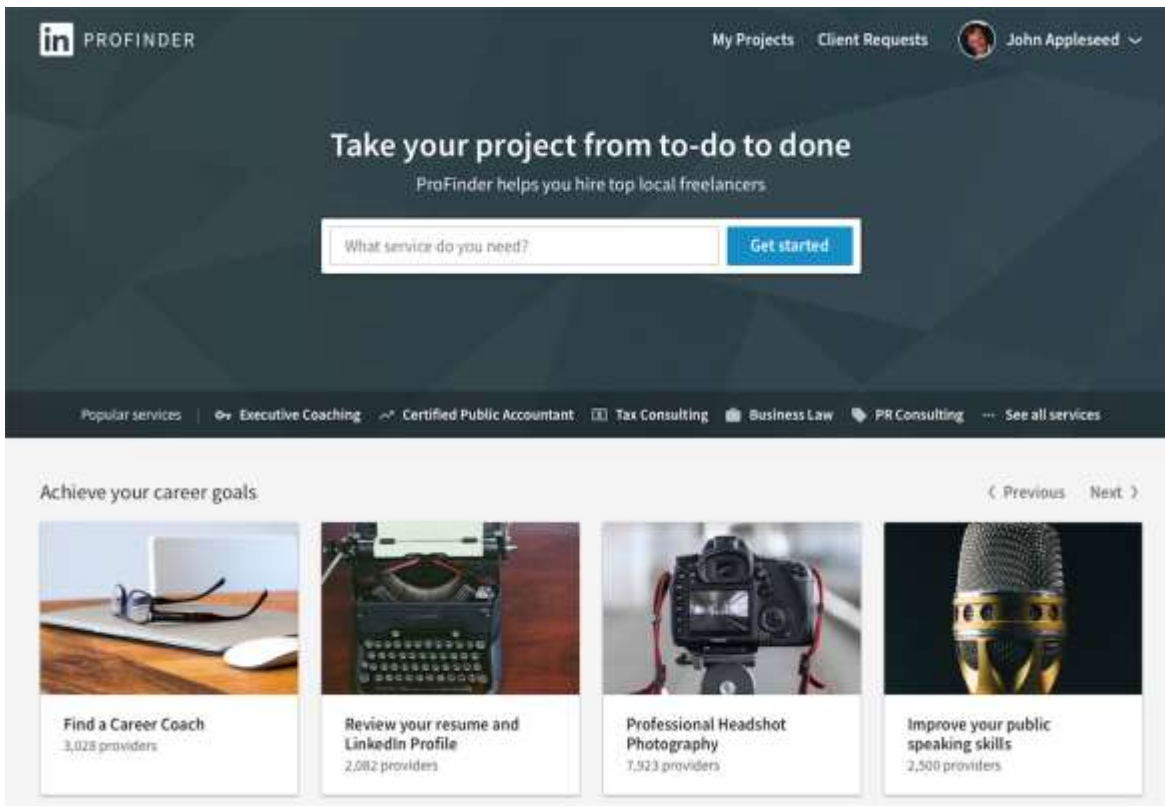 in PROFINDER
My Projects Client Requests John Appleseed
Take your project from to-do to done
ProFinder helps you hire top local freelancers
What service do you need? Get started
Popular services Executive Coaching Certified Public Accountant Tax Consulting Business Law PR Consulting ... See all services
Achieve your career goals
Previous Next
Find a Career Coach
3,028 providers
Review your resume and
LinkedIn Profile
2,082 providers
Professional Headshot
Photography
7,923 providers
Improve your public
speaking skills
2,500 providers